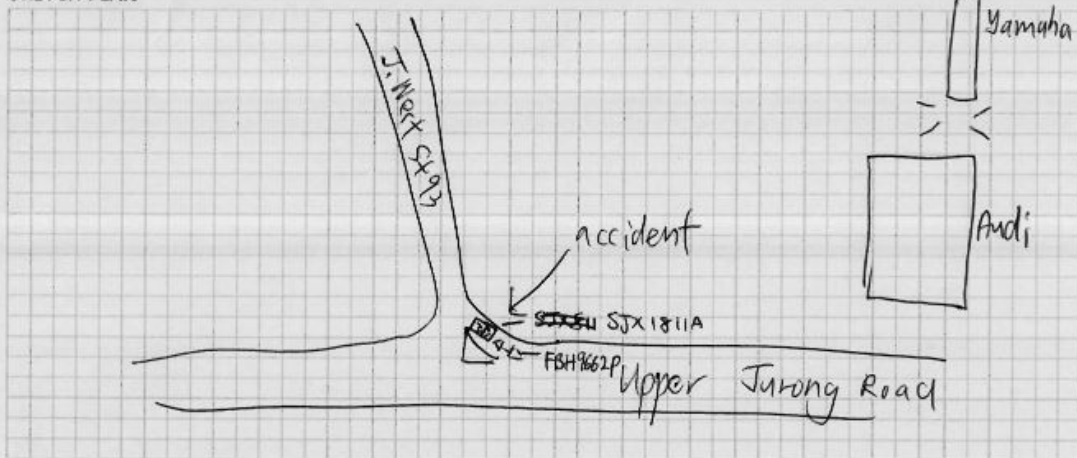 Yamaha
J. West St 93
Audi
accident
SJX1811A
FBH9662P
Upper Jurong Road